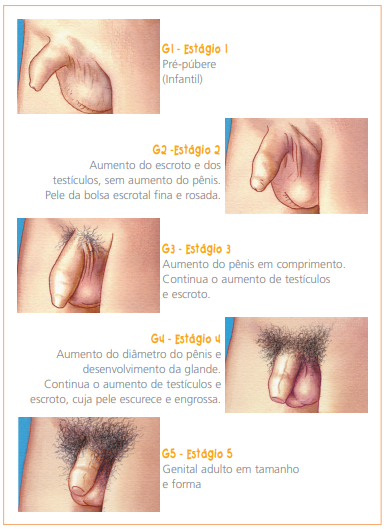 G1 - Estágio 1
Pré-púbere
(Infantil)
G2 -Estágio 2
Aumento do escroto e dos
testículos, sem aumento do pênis.
Pele da bolsa escrotal fina e rosada.
G3 - Estágio 3
Aumento do pênis em comprimento.
Continua o aumento de testículos
e escroto.
G4 - Estágio 4
Aumento do diâmetro do pênis e
desenvolvimento da glande.
Continua o aumento de testículos e
escroto, cuja pele escurece e engrossa.
G5 - Estágio 5
Genital adulto em tamanho
e forma